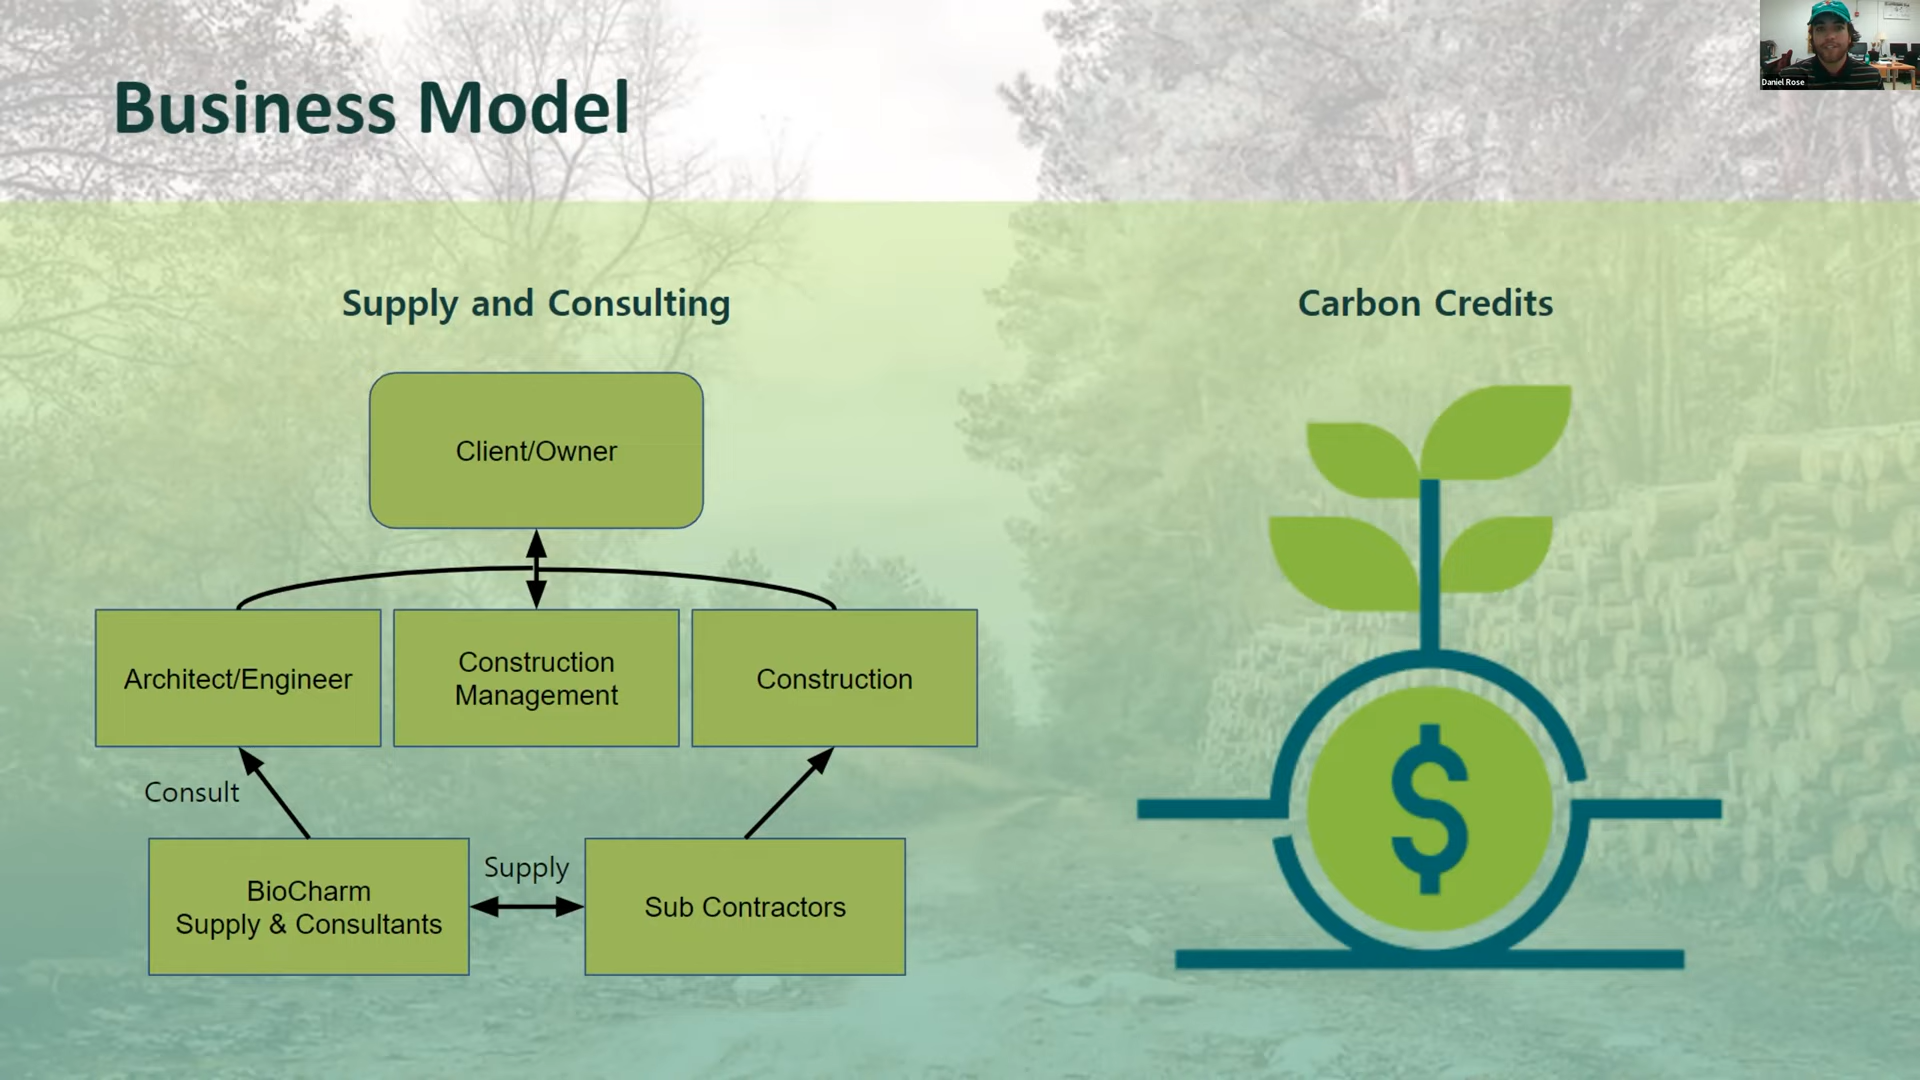 Business Model
Daniel Rose
Supply and Consulting
Carbon Credits
Client/Owner
Architect/Engineer
Construction
Management
Construction
Consult
BioCharm
Supply & Consultants
Supply
Sub Contractors
$